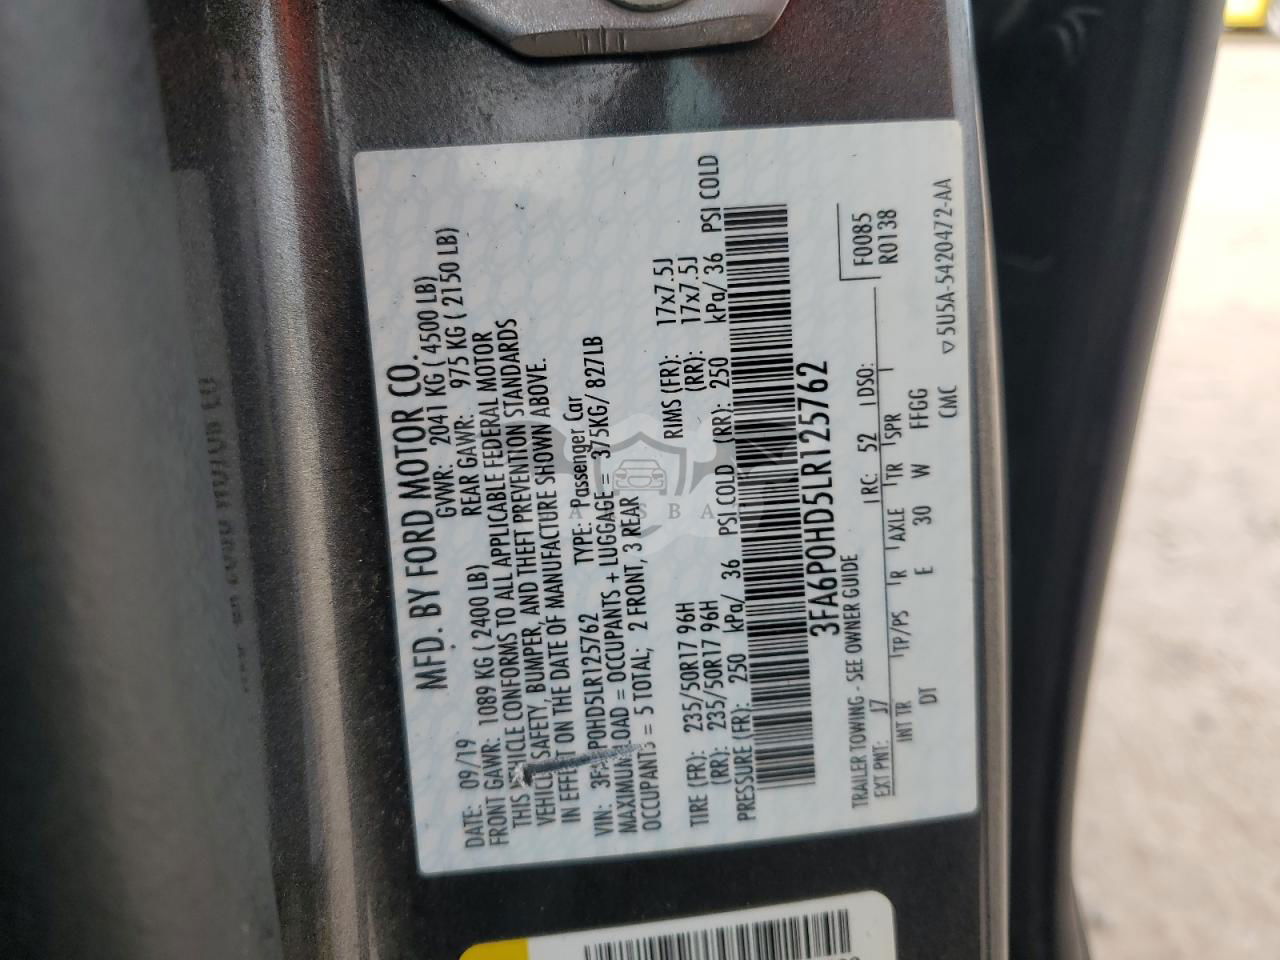 MFD. BY FORD MOTOR CO.
DATE: 09/19 GVWR: 2041 KG ( 4500 LB)
FRONT GAWR: 1089 KG ( 2400 LB) REAR GAWR: 975 KG ( 2150 LB)
THIS VEHICLE CONFORMS TO ALL APPLICABLE FEDERAL MOTOR
VEHICLE SAFETY, BUMPER, AND THEFT PREVENTION STANDARDS
IN EFFECT ON THE DATE OF MANUFACTURE SHOWN ABOVE.
VIN: 3FA6P0HD5LR125762 TYPE: Passenger Car
MAXIMUM LOAD = OCCUPANTS + LUGGAGE = 375KG/ 827LB
OCCUPANTS = 5 TOTAL; 2 FRONT, 3 REAR
TIRE (FR): 235/50R17 96H RIMS (FR): 17x7.5J
(RR): 235/50R17 96H (RR): 17x7.5J
PRESSURE (FR): 250 kPa/ 36 PSI COLD (RR): 250 kPa/ 36 PSI COLD
3FA6P0HD5LR125762
TRAILER TOWING - SEE OWNER GUIDE F0085
EXT PNT: J7 RC: 52 DSO: R0138
INT TR TP/PS R AXLE TR SPR
DT E 30 W FFGG
CMC ▽5U5A-5420472-AA